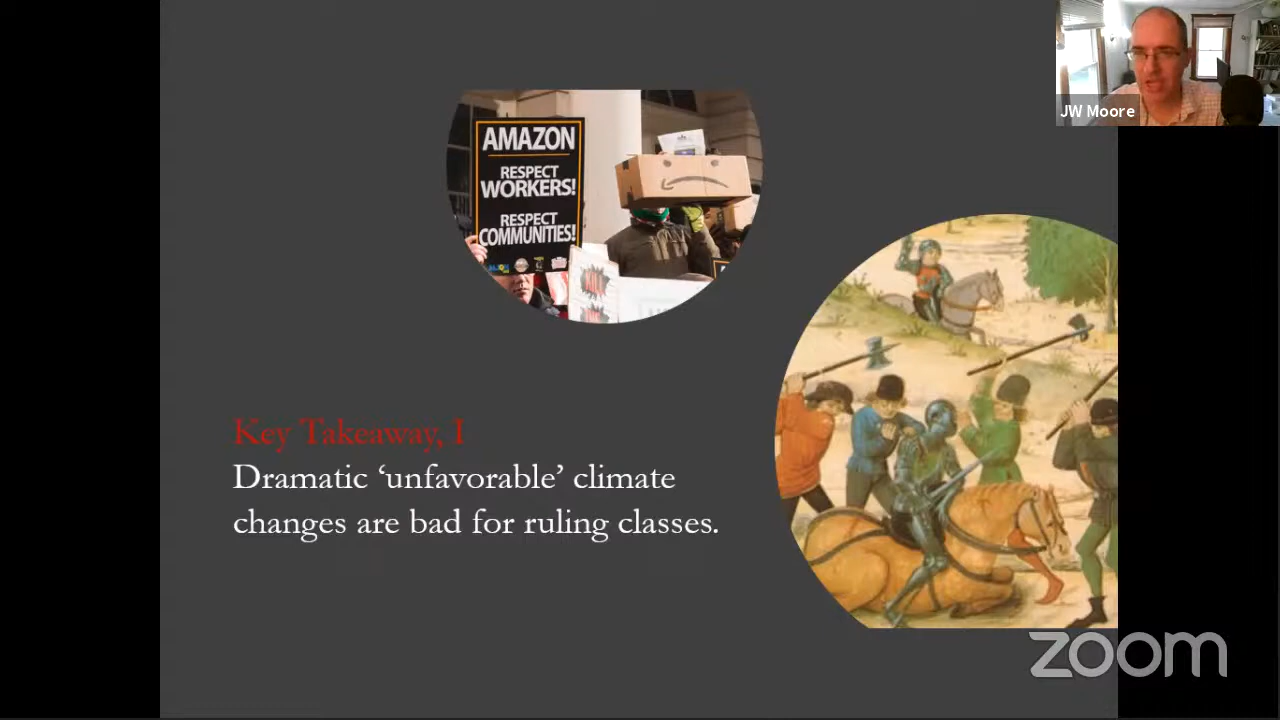 AMAZON
RESPECT
WORKERS!
RESPECT
COMMUNITIES!
JW Moore
Key Takeaway, I
Dramatic ‘unfavorable’ climate
changes are bad for ruling classes.
zoom